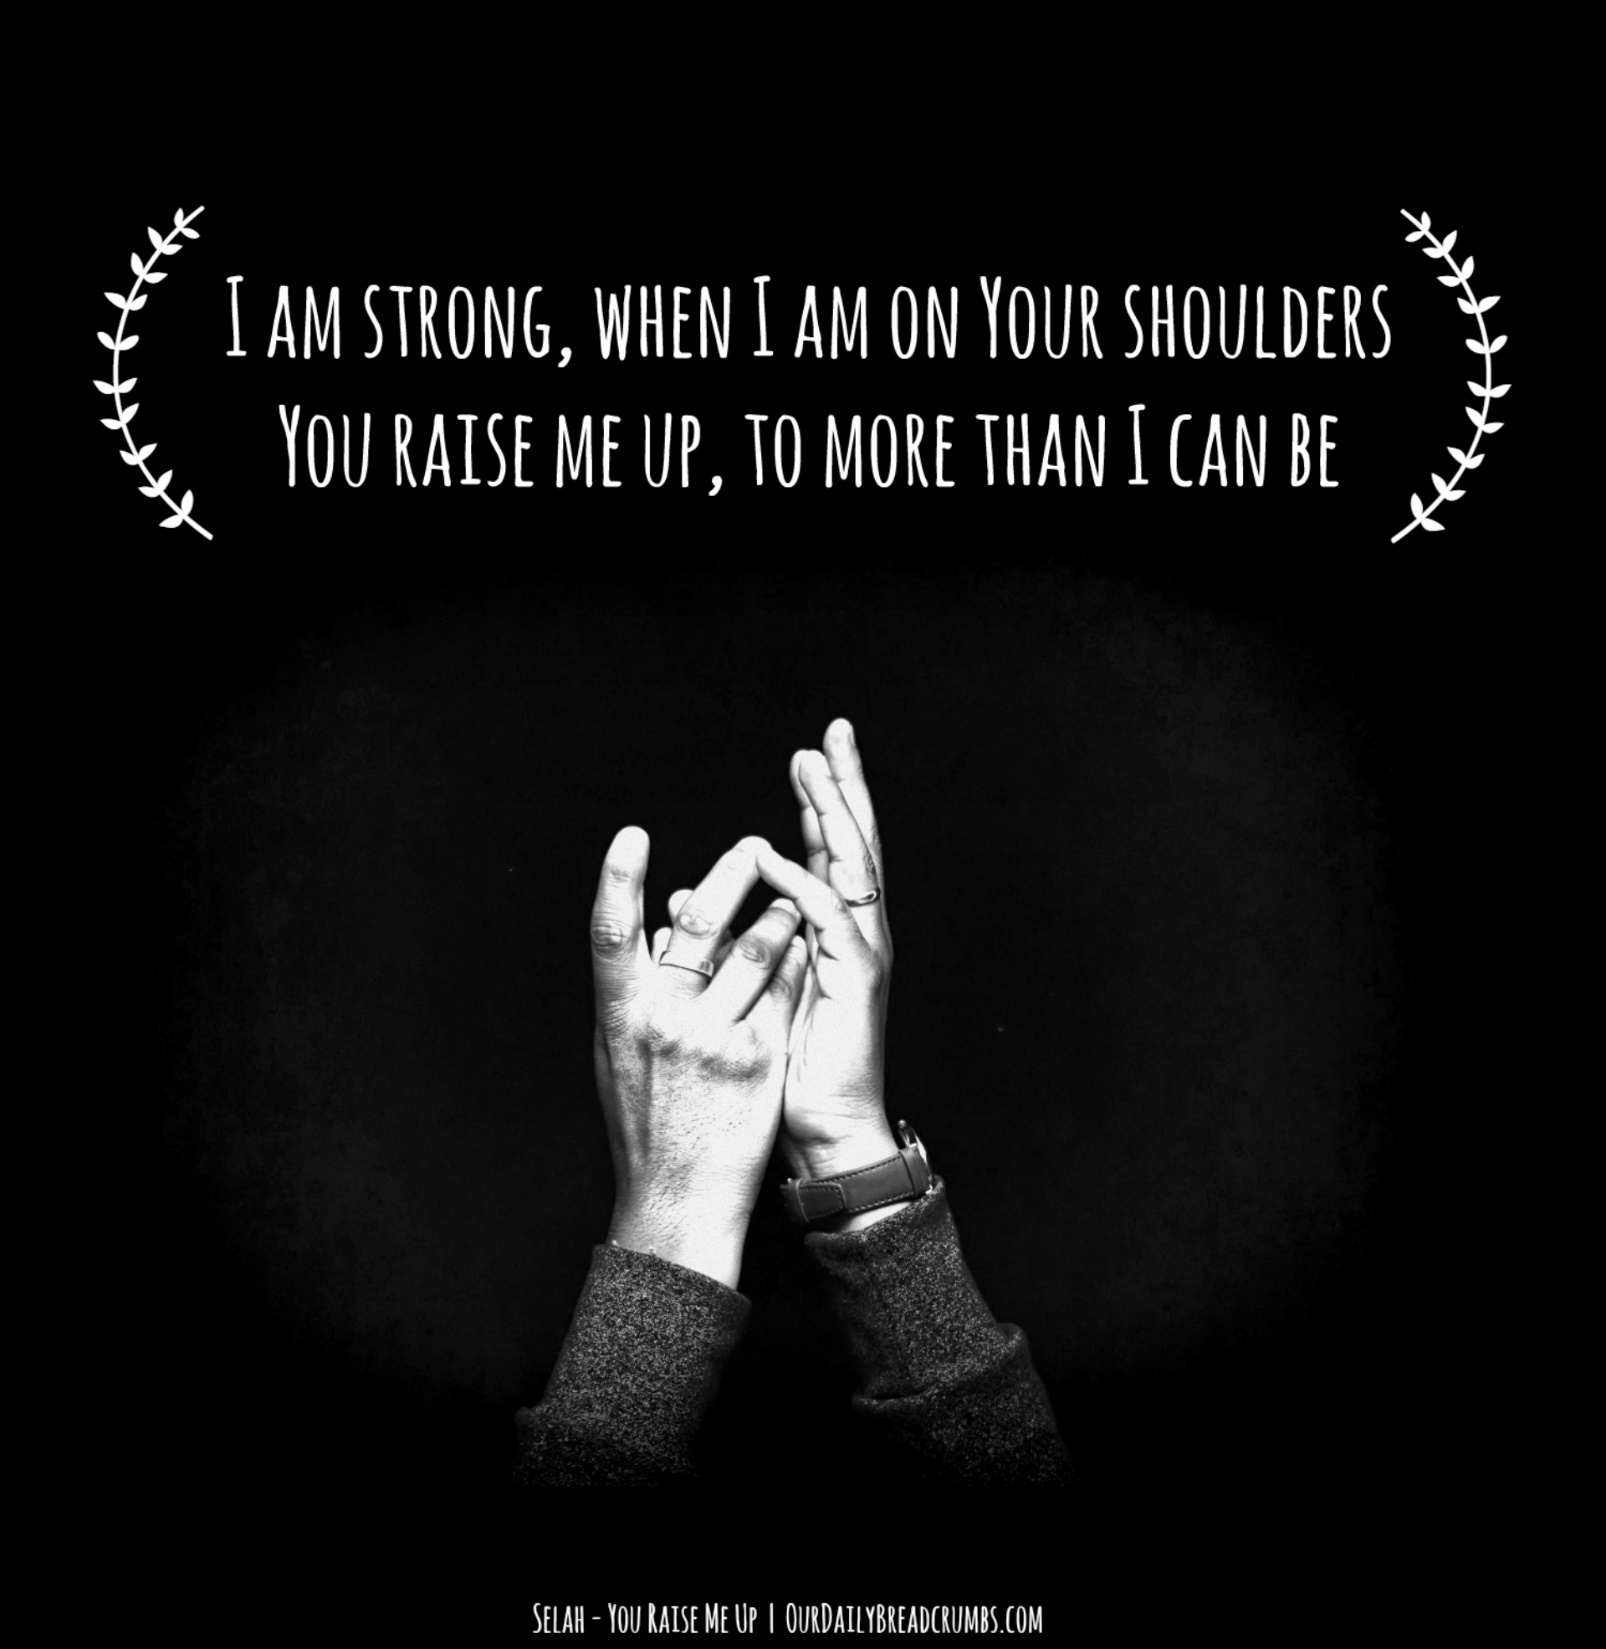 I am strong, when I am on Your shoulders
You raise me up, to more than I can be
Selah - You Raise Me Up | OurDailyBreadcrumbs.com